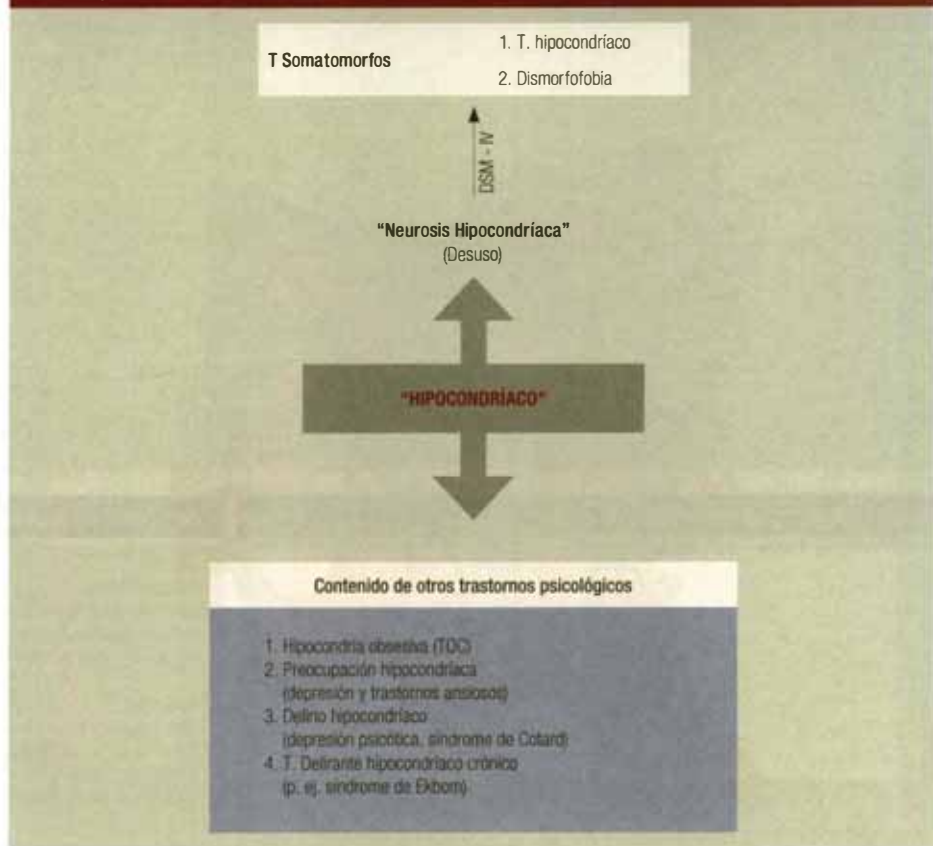 T Somatomorfos
1. T. hipocondríaco
2. Dismorfofobia
DSM - IV
"Neurosis Hipocondríaca"
(Desuso)
"HIPOCONDRÍACO"
Contenido de otros trastornos psicológicos
1. Hipocondría obsesiva (TOC)
2. Preocupación hipocondríaca
(depresión y trastornos ansiosos)
3. Delirio hipocondríaco
(depresión psicótica, síndrome de Cotard)
4. T. Delirante hipocondríaco crónico
(p. ej. síndrome de Ekbom)